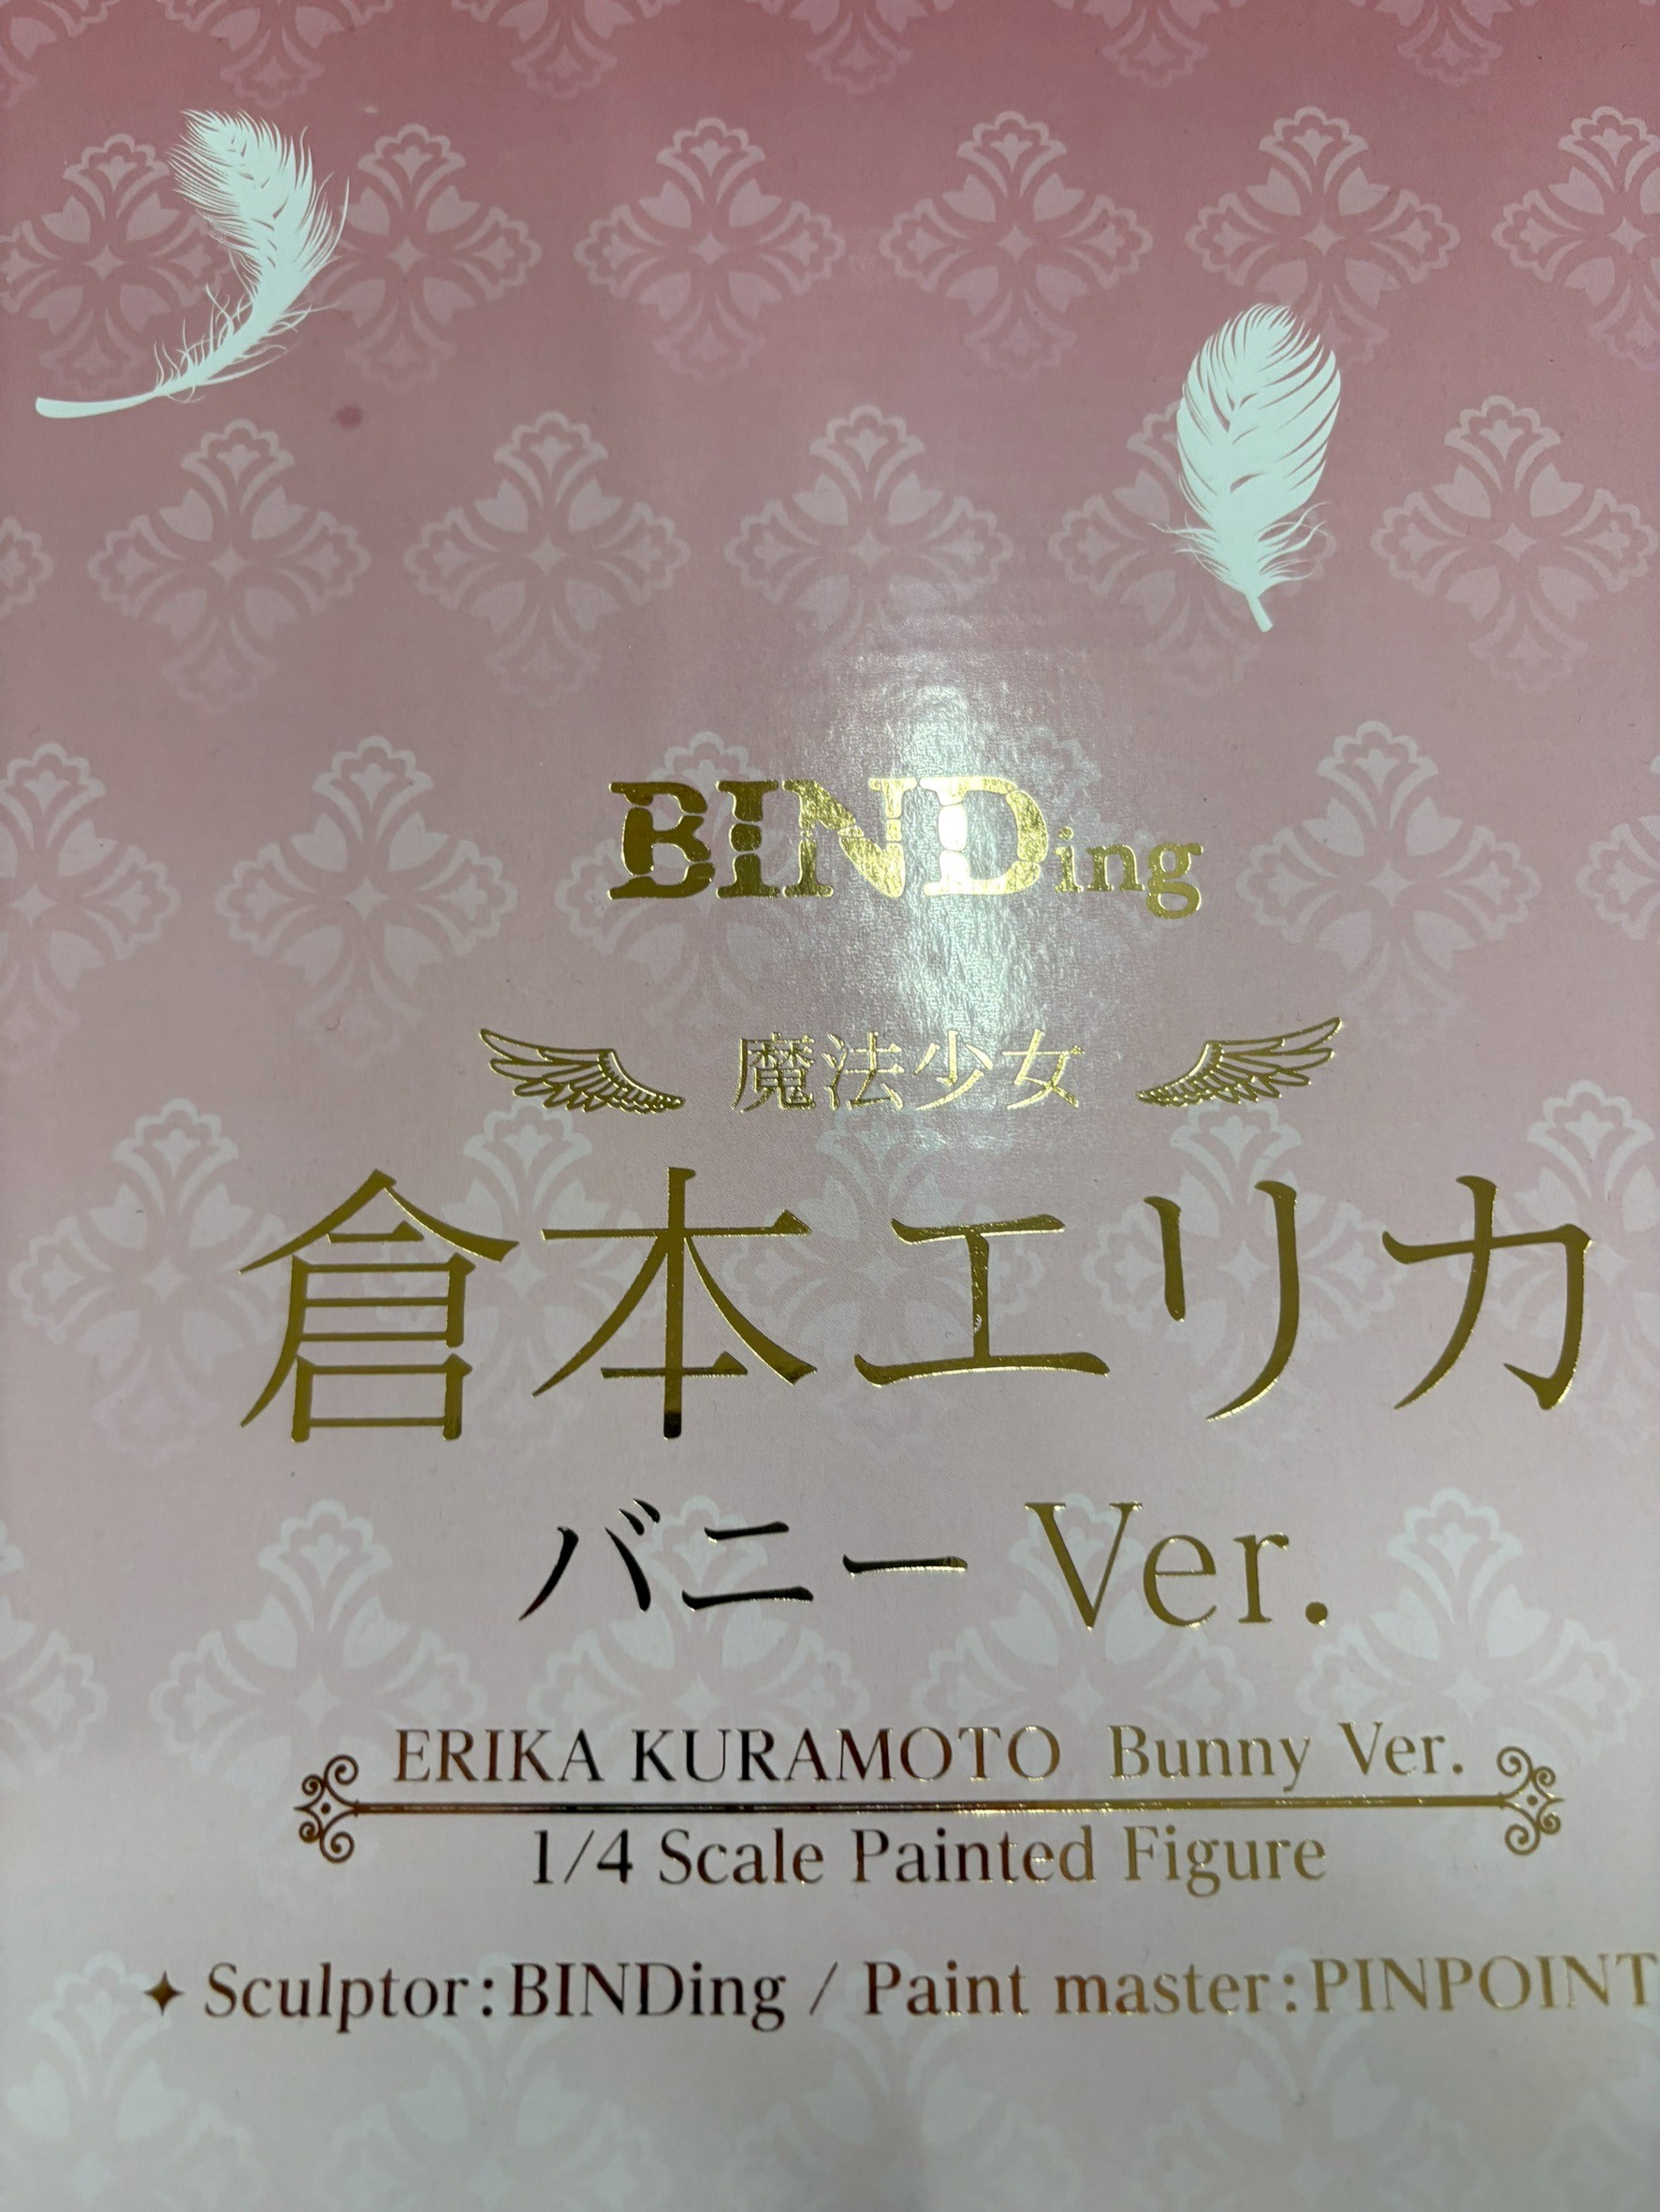 BINDing
魔法少女
倉本エリカ
バニーVer.
ERIKA KURAMOTO Bunny Ver.
1/4 Scale Painted Figure
✦ Sculptor:BINDing / Paint master:PINPOINT